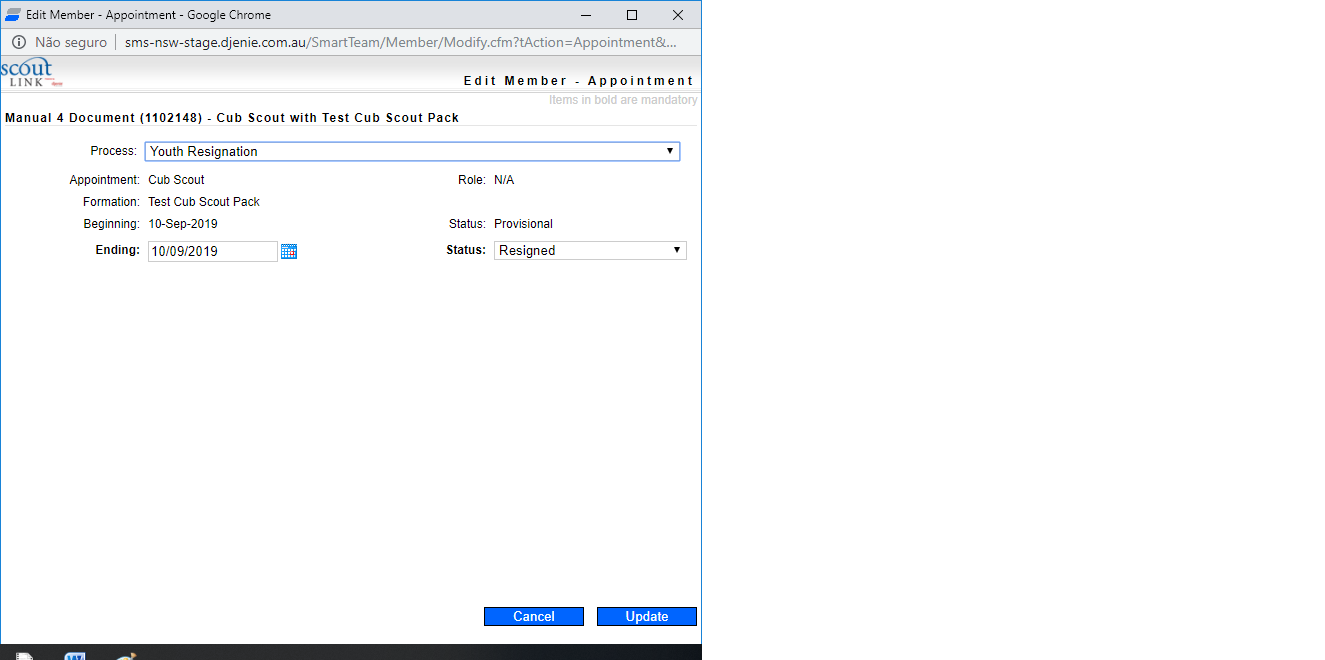 Edit Member - Appointment - Google Chrome
Não seguro sms-nsw-stage.djenie.com.au/SmartTeam/Member/Modify.cfm?tAction=Appointment&...
scout
LINK
Edit Member - Appointment
Items in bold are mandatory
Manual 4 Document (1102148) - Cub Scout with Test Cub Scout Pack
Process: Youth Resignation
Appointment: Cub Scout Role: N/A
Formation: Test Cub Scout Pack
Beginning: 10-Sep-2019 Status: Provisional
Ending: 10/09/2019 Status: Resigned
Cancel Update